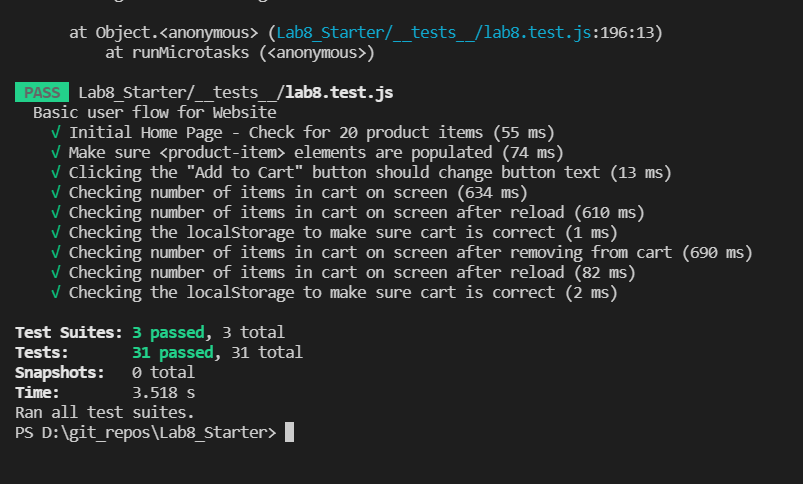 at Object.<anonymous> (Lab8_Starter/__tests__/lab8.test.js:196:13)
at runMicrotasks (<anonymous>)
PASS Lab8_Starter/__tests__/lab8.test.js
Basic user flow for Website
√ Initial Home Page - Check for 20 product items (55 ms)
√ Make sure <product-item> elements are populated (74 ms)
√ Clicking the "Add to Cart" button should change button text (13 ms)
√ Checking number of items in cart on screen (634 ms)
√ Checking number of items in cart on screen after reload (610 ms)
√ Checking the localStorage to make sure cart is correct (1 ms)
√ Checking number of items in cart on screen after removing from cart (690 ms)
√ Checking number of items in cart on screen after reload (82 ms)
√ Checking the localStorage to make sure cart is correct (2 ms)
Test Suites: 3 passed, 3 total
Tests: 31 passed, 31 total
Snapshots: 0 total
Time: 3.518 s
Ran all test suites.
PS D:\git_repos\Lab8_Starter>